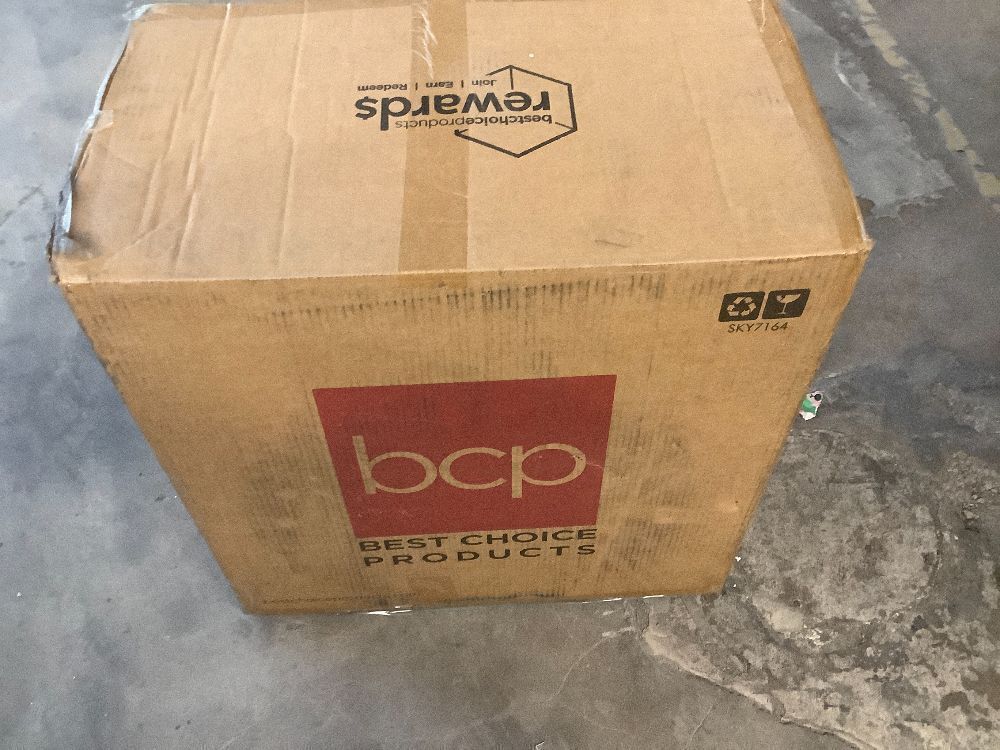 bestchoiceproducts
rewards
Join | Earn | Redeem
SKY7164
bcp
BEST CHOICE
PRODUCTS